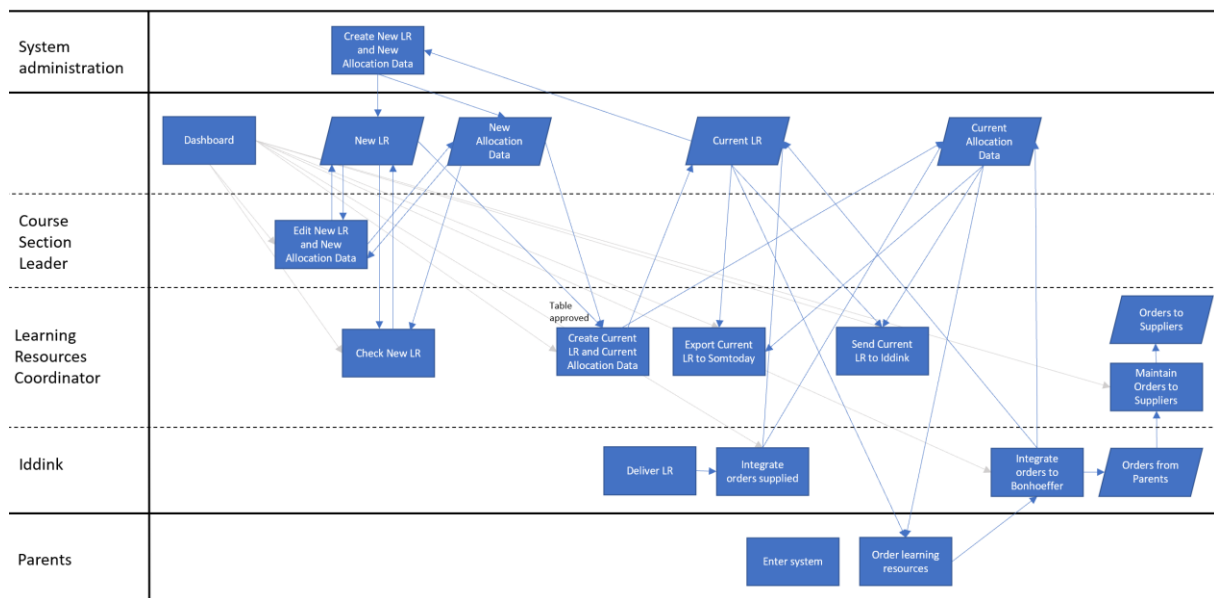 System
administration
Create New LR
and New
Allocation Data
Dashboard
New LR
New
Allocation
Data
Current LR
Current
Allocation
Data
Course
Section
Leader
Edit New LR
and New
Allocation Data
Learning
Resources
Coordinator
Check New LR
Table
approved
Create Current
LR and Current
Allocation Data
Export Current
LR to Somtoday
Send Current
LR to Iddink
Orders to
Suppliers
Maintain
Orders to
Suppliers
Iddink
Deliver LR
Integrate
orders supplied
Integrate
orders to
Bonhoeffer
Orders from
Parents
Parents
Enter system
Order learning
resources